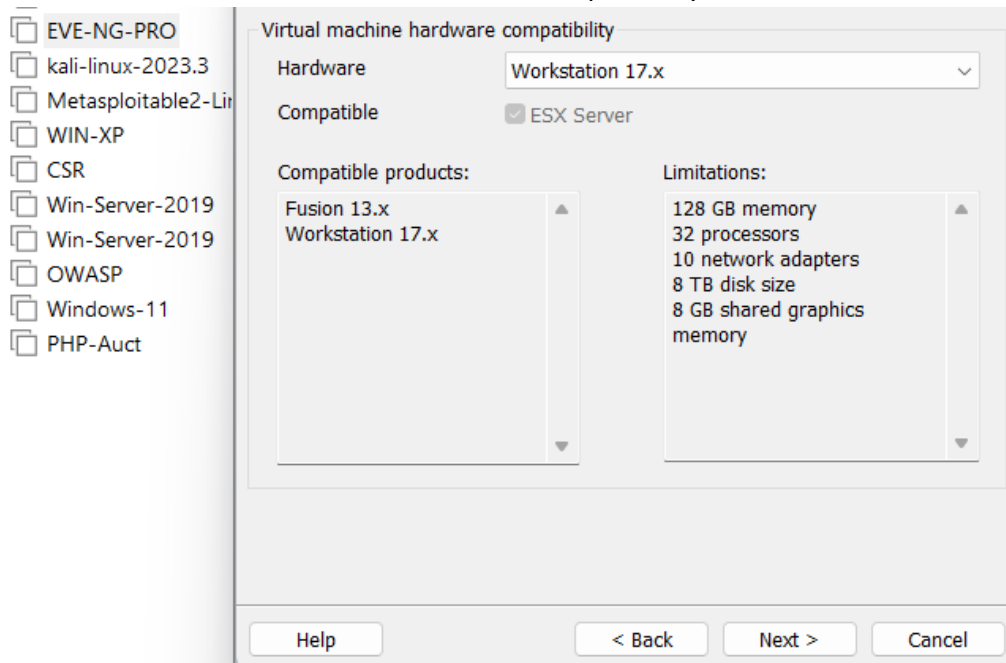 EVE-NG-PRO
kali-linux-2023.3
Metasploitable2-Lir
WIN-XP
CSR
Win-Server-2019
Win-Server-2019
OWASP
Windows-11
PHP-Auct
Virtual machine hardware compatibility
Hardware
Workstation 17.x
Compatible
ESX Server
Compatible products:
Fusion 13.x
Workstation 17.x
Limitations:
128 GB memory
32 processors
10 network adapters
8 TB disk size
8 GB shared graphics
memory
Help
< Back
Next >
Cancel